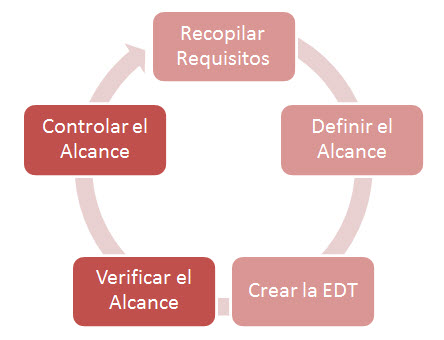 Recopilar
Requisitos
Definir el
Alcance
Crear la EDT
Verificar el
Alcance
Controlar el
Alcance